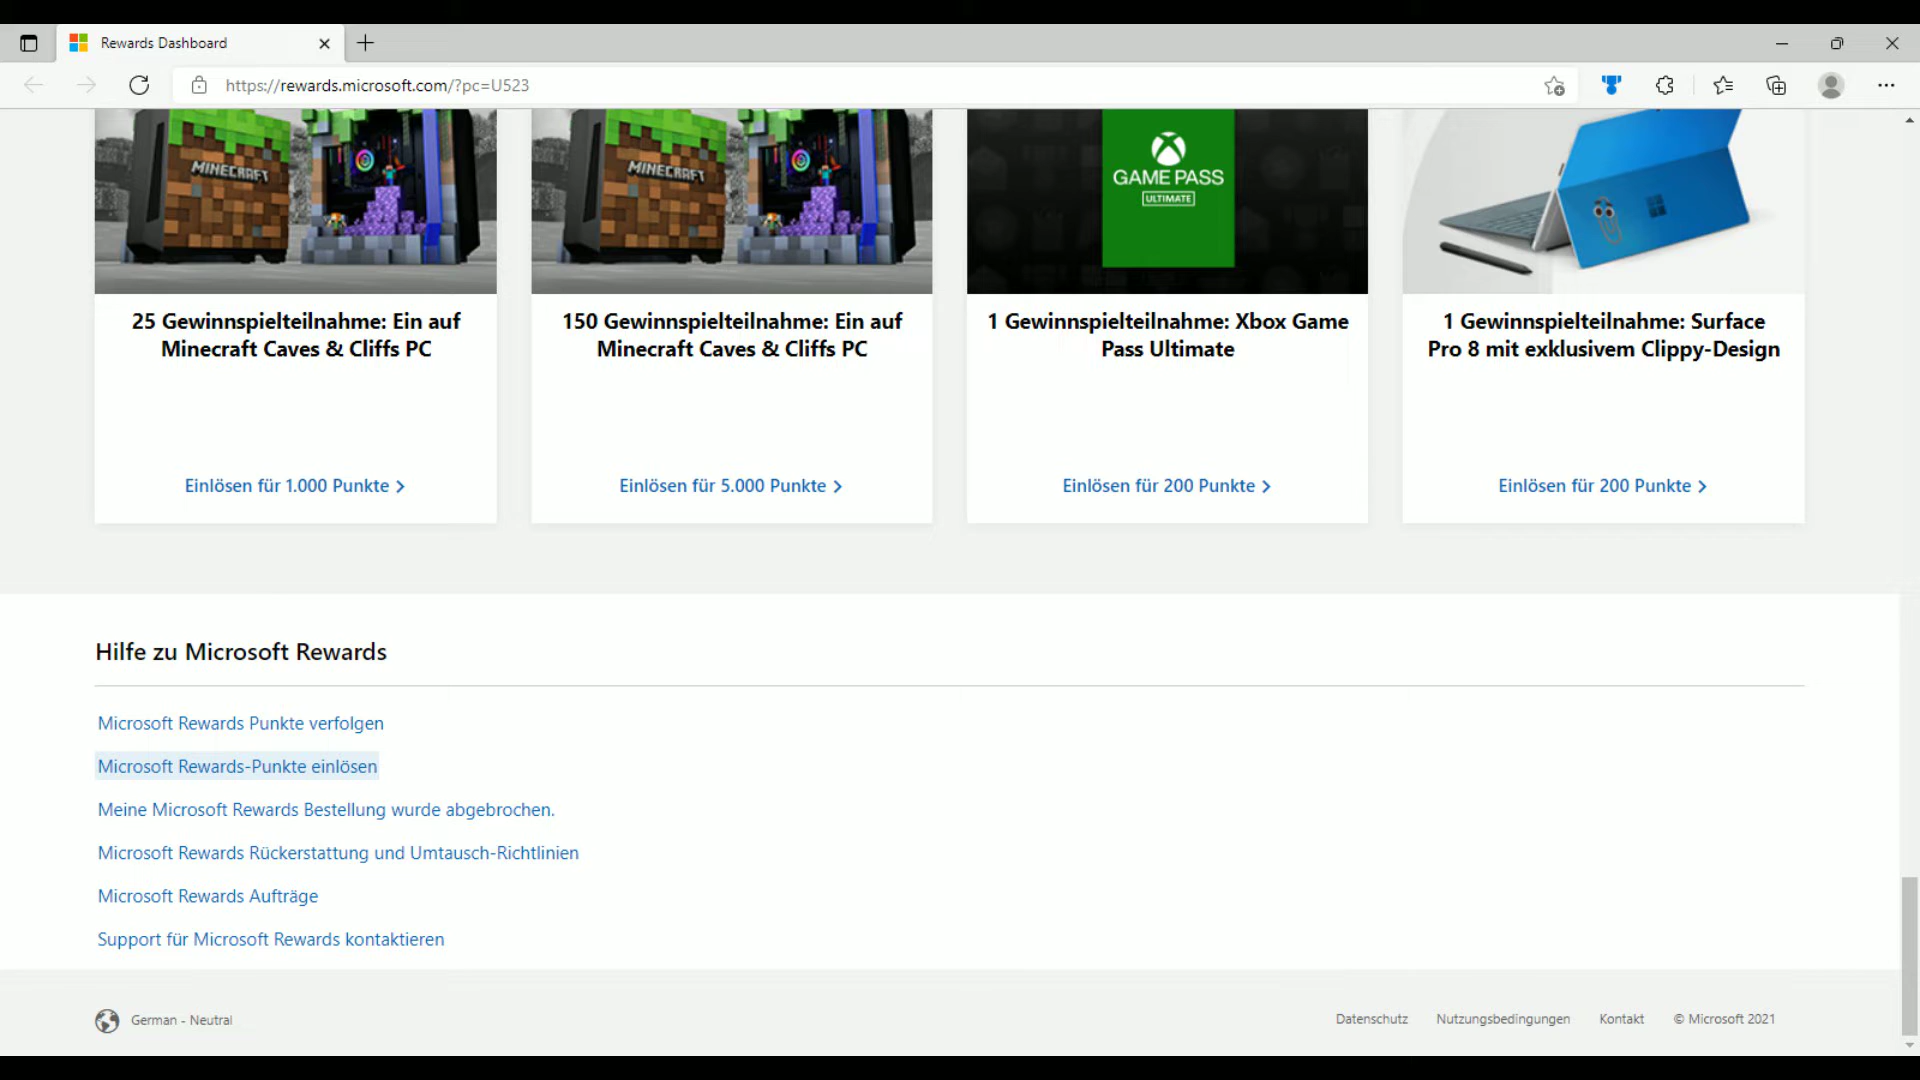 Rewards Dashboard
https://rewards.microsoft.com/?pc=U523
MINECRAFT
MINECRAFT
GAME PASS
ULTIMATE
25 Gewinnspielteilnahme: Ein auf
Minecraft Caves & Cliffs PC
150 Gewinnspielteilnahme: Ein auf
Minecraft Caves & Cliffs PC
1 Gewinnspielteilnahme: Xbox Game
Pass Ultimate
1 Gewinnspielteilnahme: Surface
Pro 8 mit exklusivem Clippy-Design
Einlösen für 1.000 Punkte
Einlösen für 5.000 Punkte
Einlösen für 200 Punkte
Einlösen für 200 Punkte
Hilfe zu Microsoft Rewards
Microsoft Rewards Punkte verfolgen
Microsoft Rewards-Punkte einlösen
Meine Microsoft Rewards Bestellung wurde abgebrochen.
Microsoft Rewards Rückerstattung und Umtausch-Richtlinien
Microsoft Rewards Aufträge
Support für Microsoft Rewards kontaktieren
German - Neutral
Datenschutz
Nutzungsbedingungen
Kontakt
© Microsoft 2021